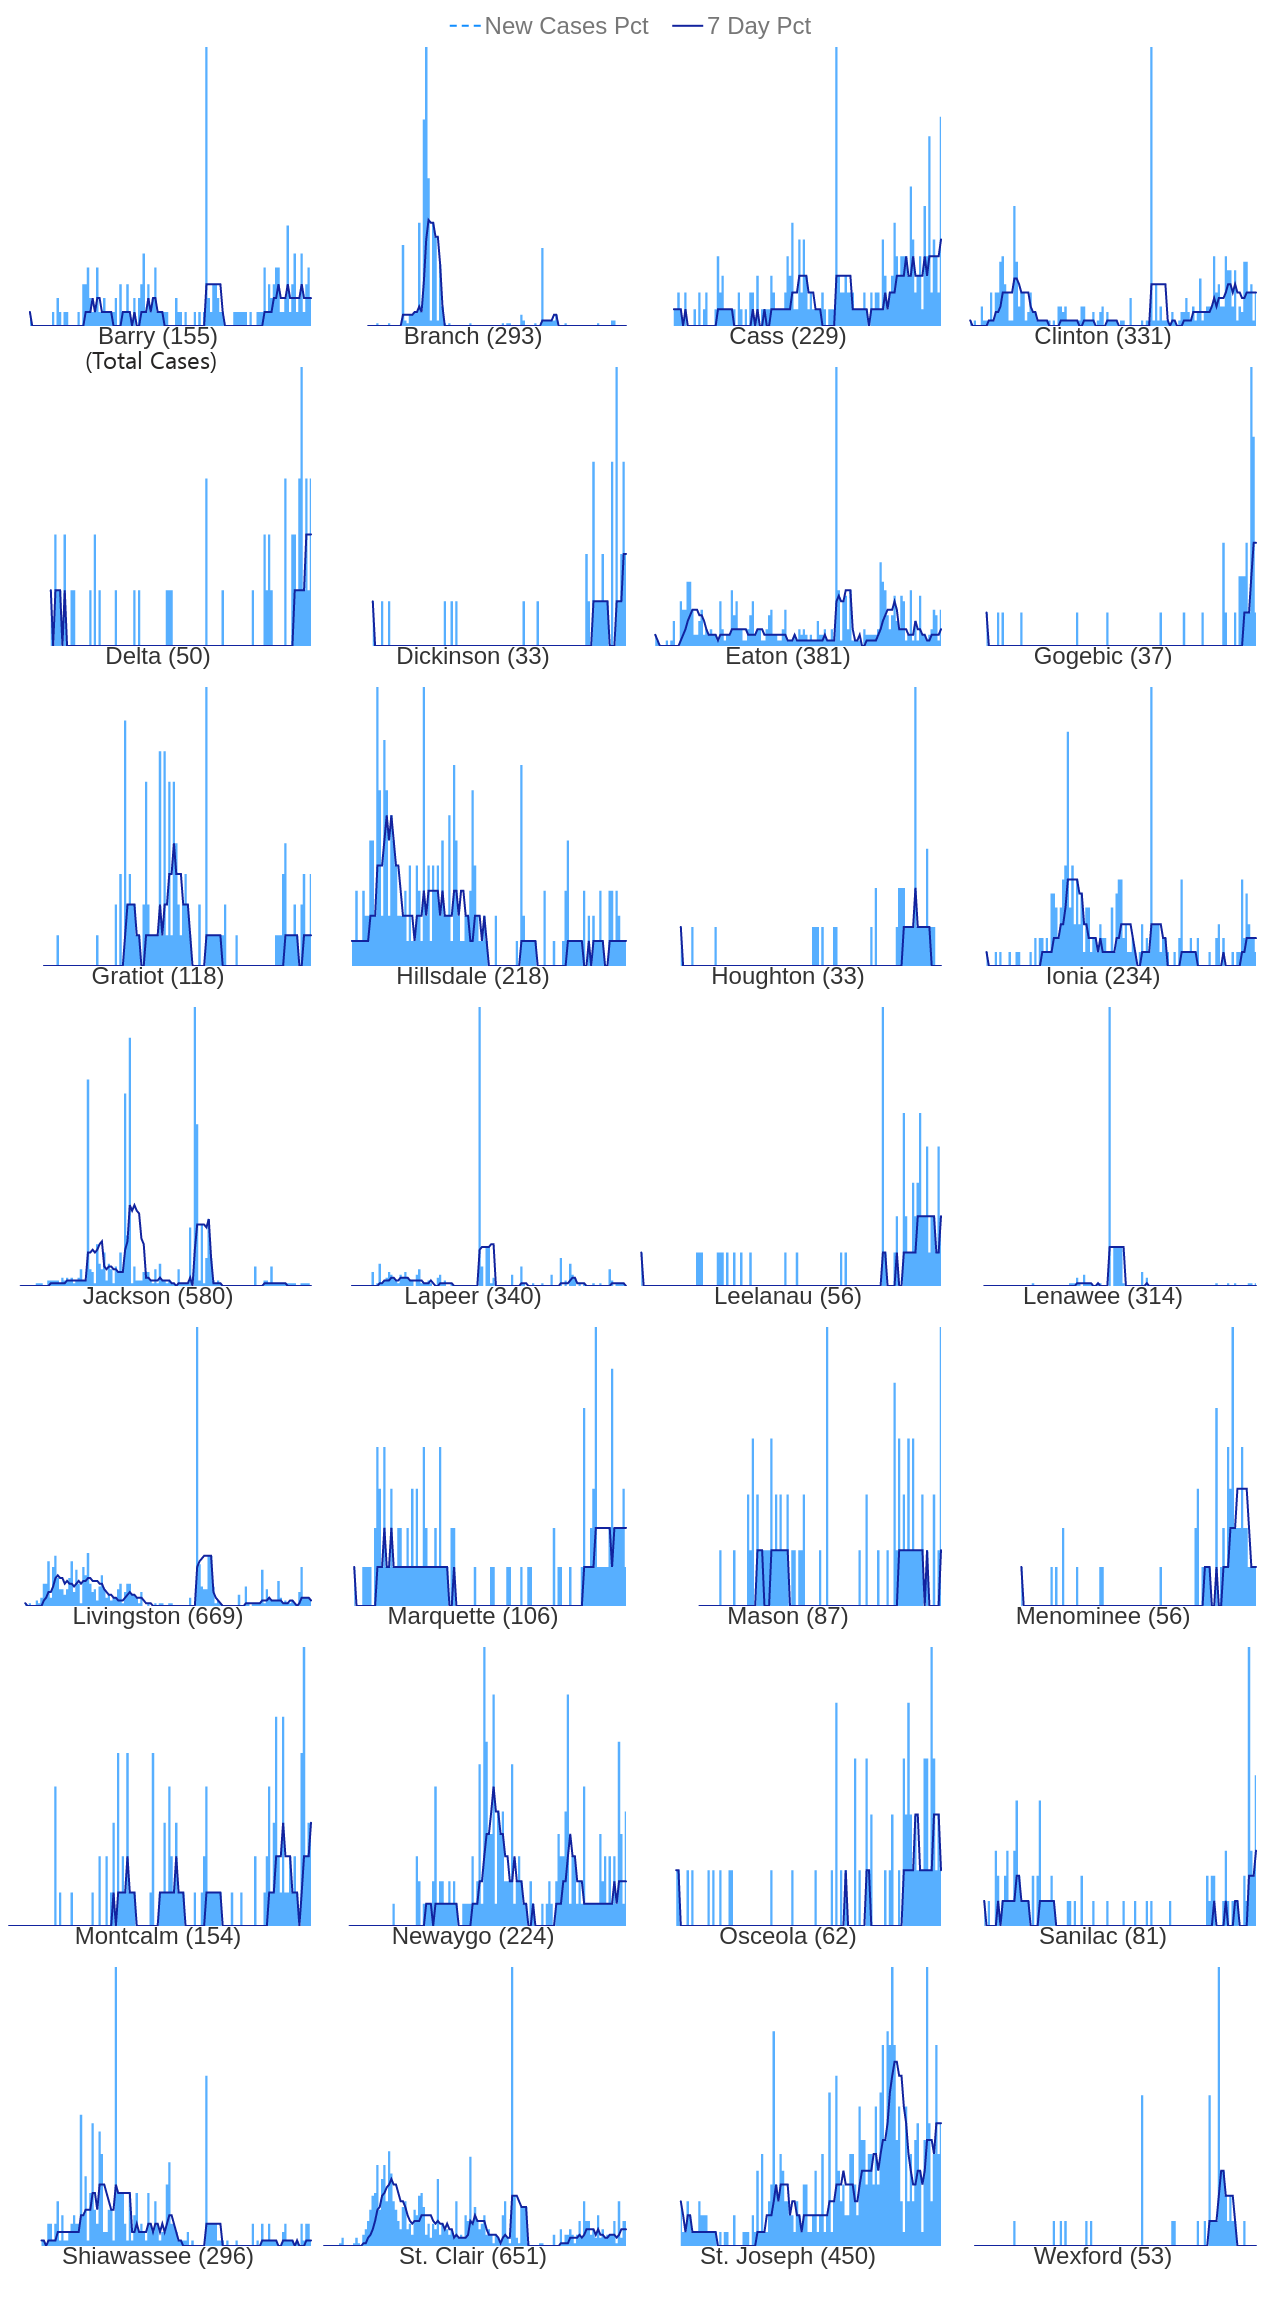 New Cases Pct 7 Day Pct
Barry (155) Branch (293) Cass (229) Clinton (331)
(Total Cases)
Delta (50) Dickinson (33) Eaton (381) Gogebic (37)
Gratiot (118) Hillsdale (218) Houghton (33) Ionia (234)
Jackson (580) Lapeer (340) Leelanau (56) Lenawee (314)
Livingston (669) Marquette (106) Mason (87) Menominee (56)
Montcalm (154) Newaygo (224) Osceola (62) Sanilac (81)
Shiawassee (296) St. Clair (651) St. Joseph (450) Wexford (53)